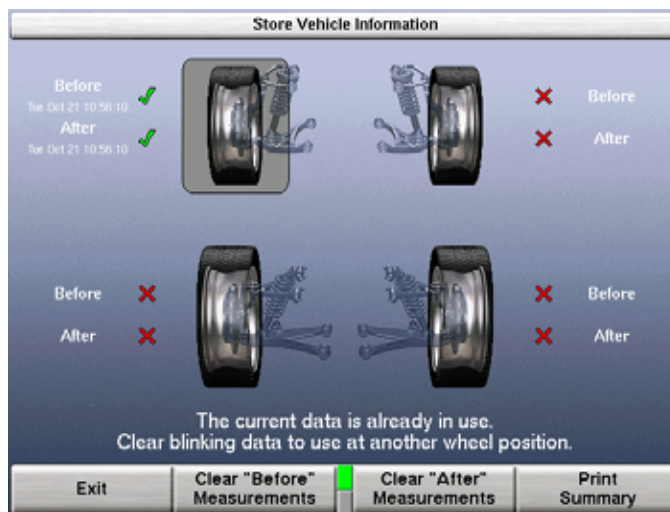 Store Vehicle Information
Before
Tue Oct 21 10:56:10
After
Tue Oct 21 10:56:10
Before
After
Before
After
Before
After
The current data is already in use.
Clear blinking data to use at another wheel position.
Exit
Clear "Before"
Measurements
Clear "After"
Measurements
Print
Summary